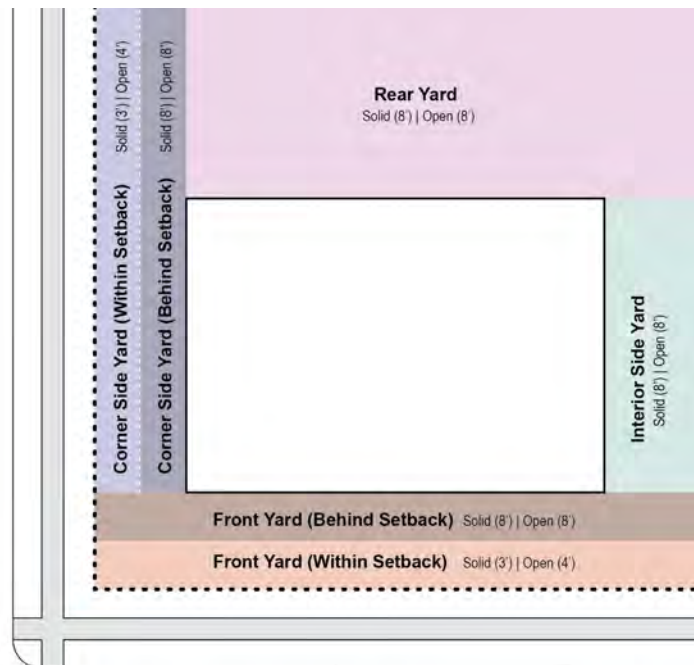 Rear Yard
Solid (8') | Open (8')
Corner Side Yard (Within Setback) Solid (3') | Open (4')
Corner Side Yard (Behind Setback) Solid (8') | Open (8')
Interior Side Yard
Solid (8') | Open (8')
Front Yard (Behind Setback) Solid (8') | Open (8')
Front Yard (Within Setback) Solid (3') | Open (4')